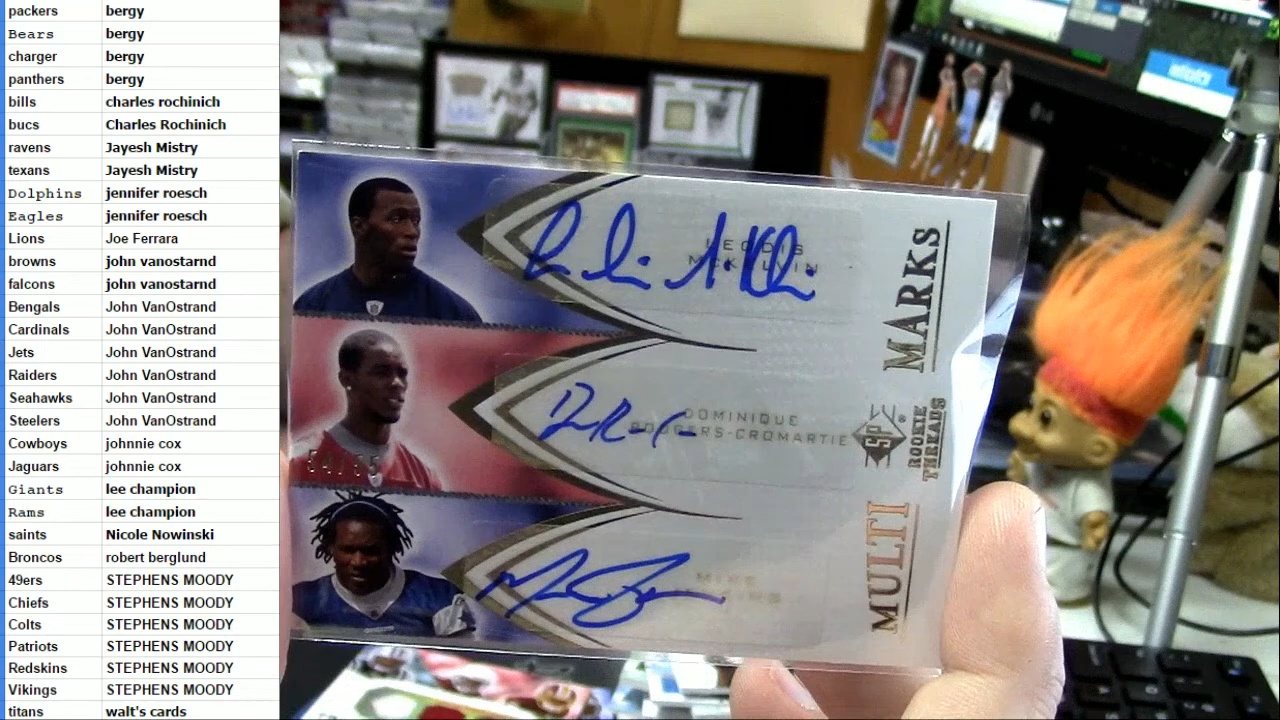 packers bergy
Bears bergy
charger bergy
panthers bergy
bills charles rochinich
bucs Charles Rochinich
ravens Jayesh Mistry
texans Jayesh Mistry
Dolphins jennifer roesch
Eagles jennifer roesch
Lions Joe Ferrara
browns john vanostarnd
falcons john vanostarnd
Bengals John VanOstrand
Cardinals John VanOstrand
Jets John VanOstrand
Raiders John VanOstrand
Seahawks John VanOstrand
Steelers John VanOstrand
Cowboys johnnie cox
Jaguars johnnie cox
Giants lee champion
Rams lee champion
saints Nicole Nowinski
Broncos robert berglund
49ers STEPHENS MOODY
Chiefs STEPHENS MOODY
Colts STEPHENS MOODY
Patriots STEPHENS MOODY
Redskins STEPHENS MOODY
Vikings STEPHENS MOODY
titans walt's cards
LEODIS
MCKELVIN
DOMINIQUE
RODGERS-CROMARTIE
MIKE
MULTI MARKS
SP
ROOKIE
THREADS
infinity